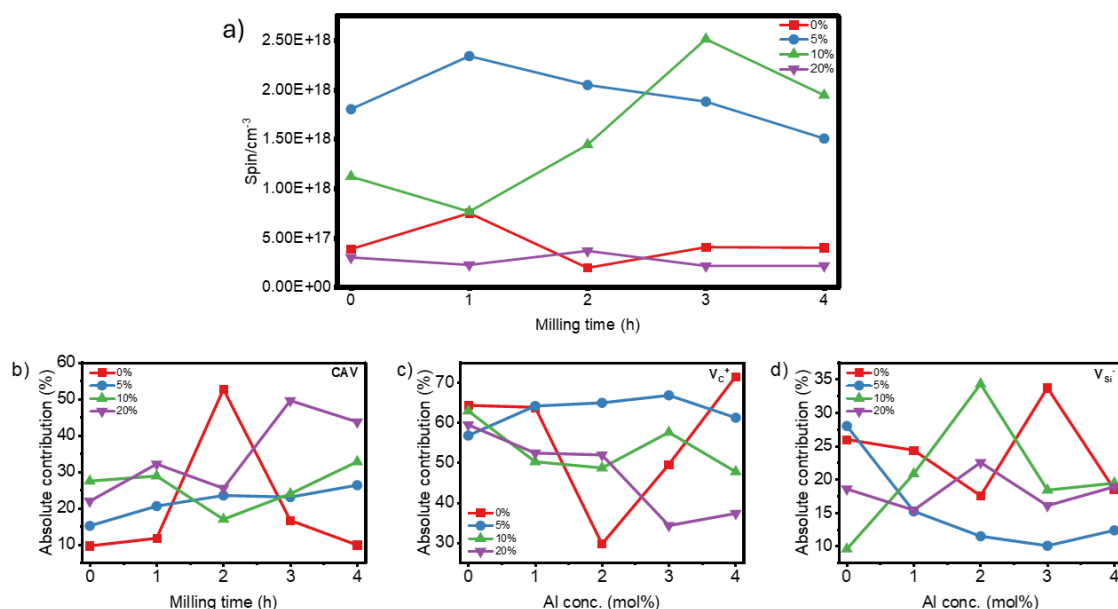 a)
Spin/cm⁻³
2.50E+18
2.00E+18
1.50E+18
1.00E+18
5.00E+17
0.00E+00
0 1 2 3 4
Milling time (h)
0%
5%
10%
20%
b)
CAV
Absolute contribution (%)
60
50
40
30
20
10
0 1 2 3 4
Milling time (h)
0%
5%
10%
20%
c)
V_C⁺
Absolute contribution (%)
70
60
50
40
30
0 1 2 3 4
Al conc. (mol%)
0%
5%
10%
20%
d)
V_Si⁻
Absolute contribution (%)
35
30
25
20
15
10
0 1 2 3 4
Al conc. (mol%)
0%
5%
10%
20%